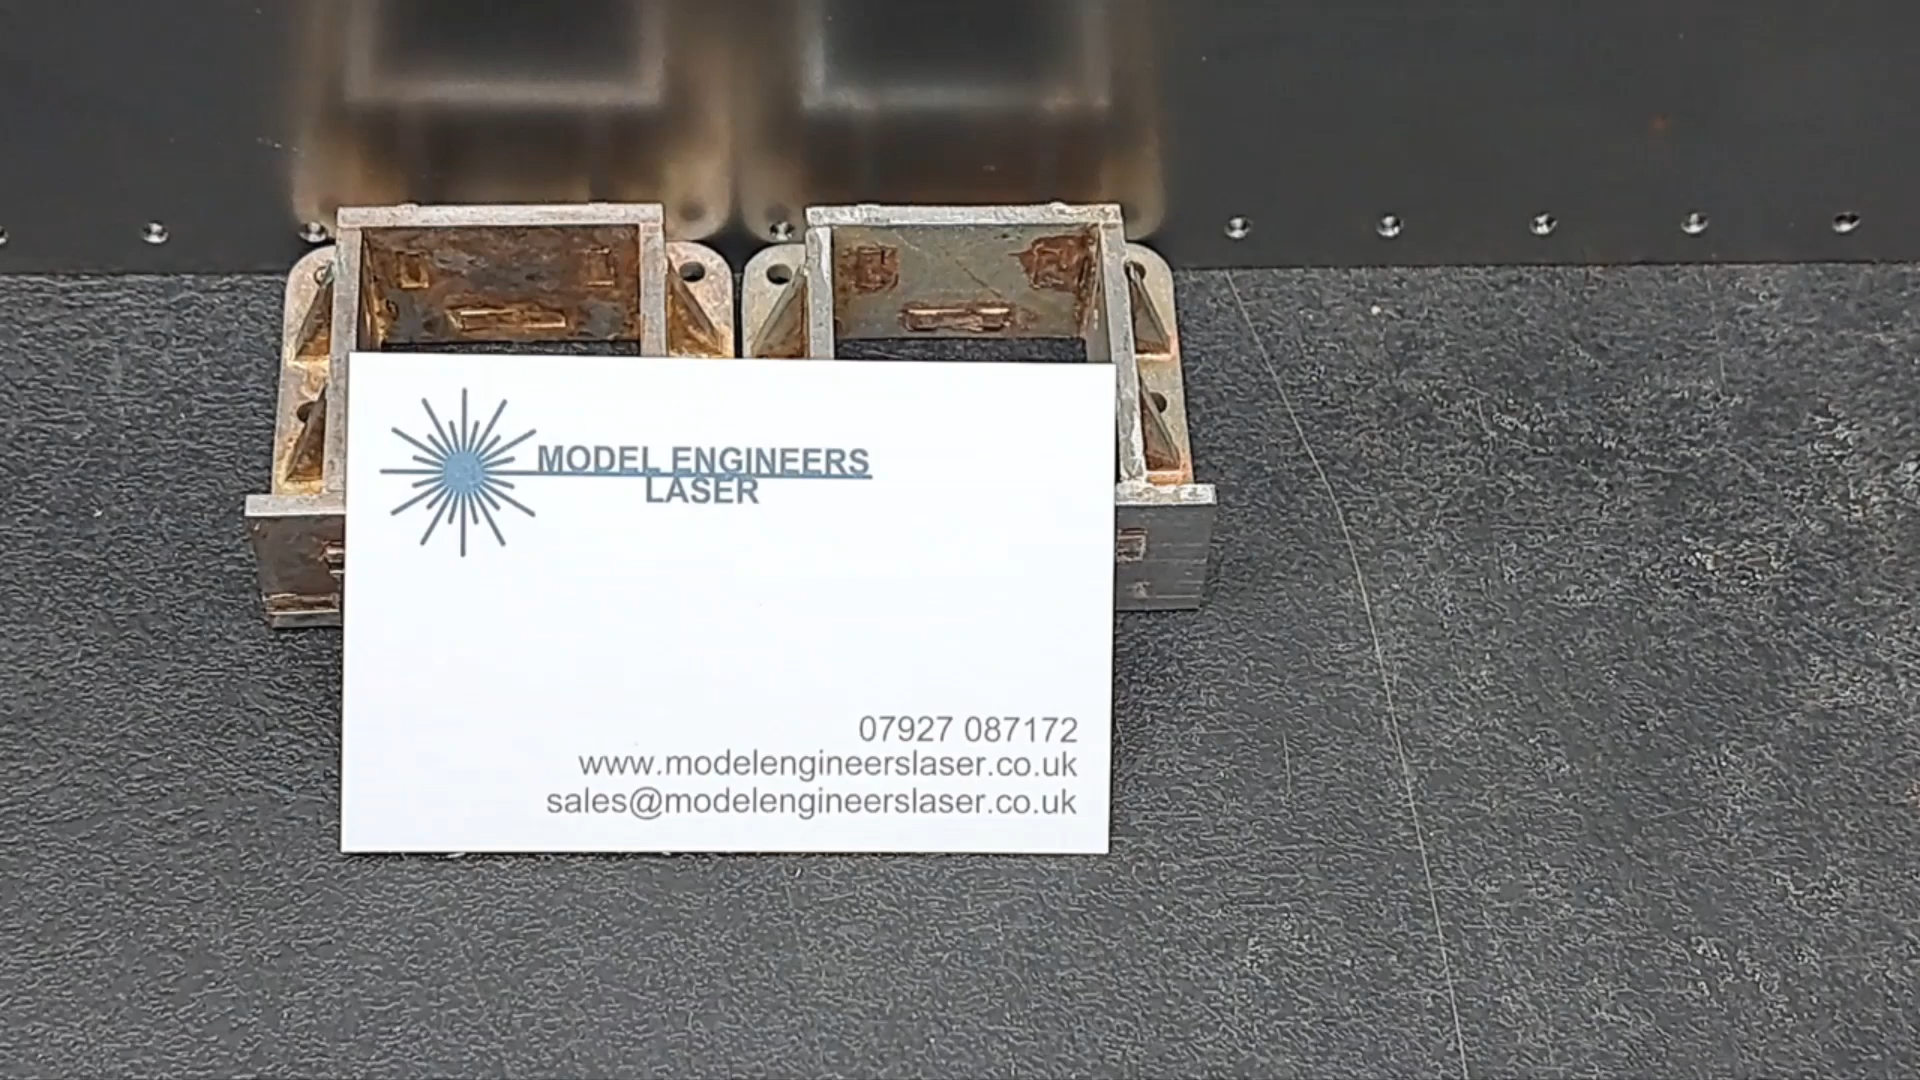 MODEL ENGINEERS
LASER
07927 087172
www.modelengineerslaser.co.uk
sales@modelengineerslaser.co.uk